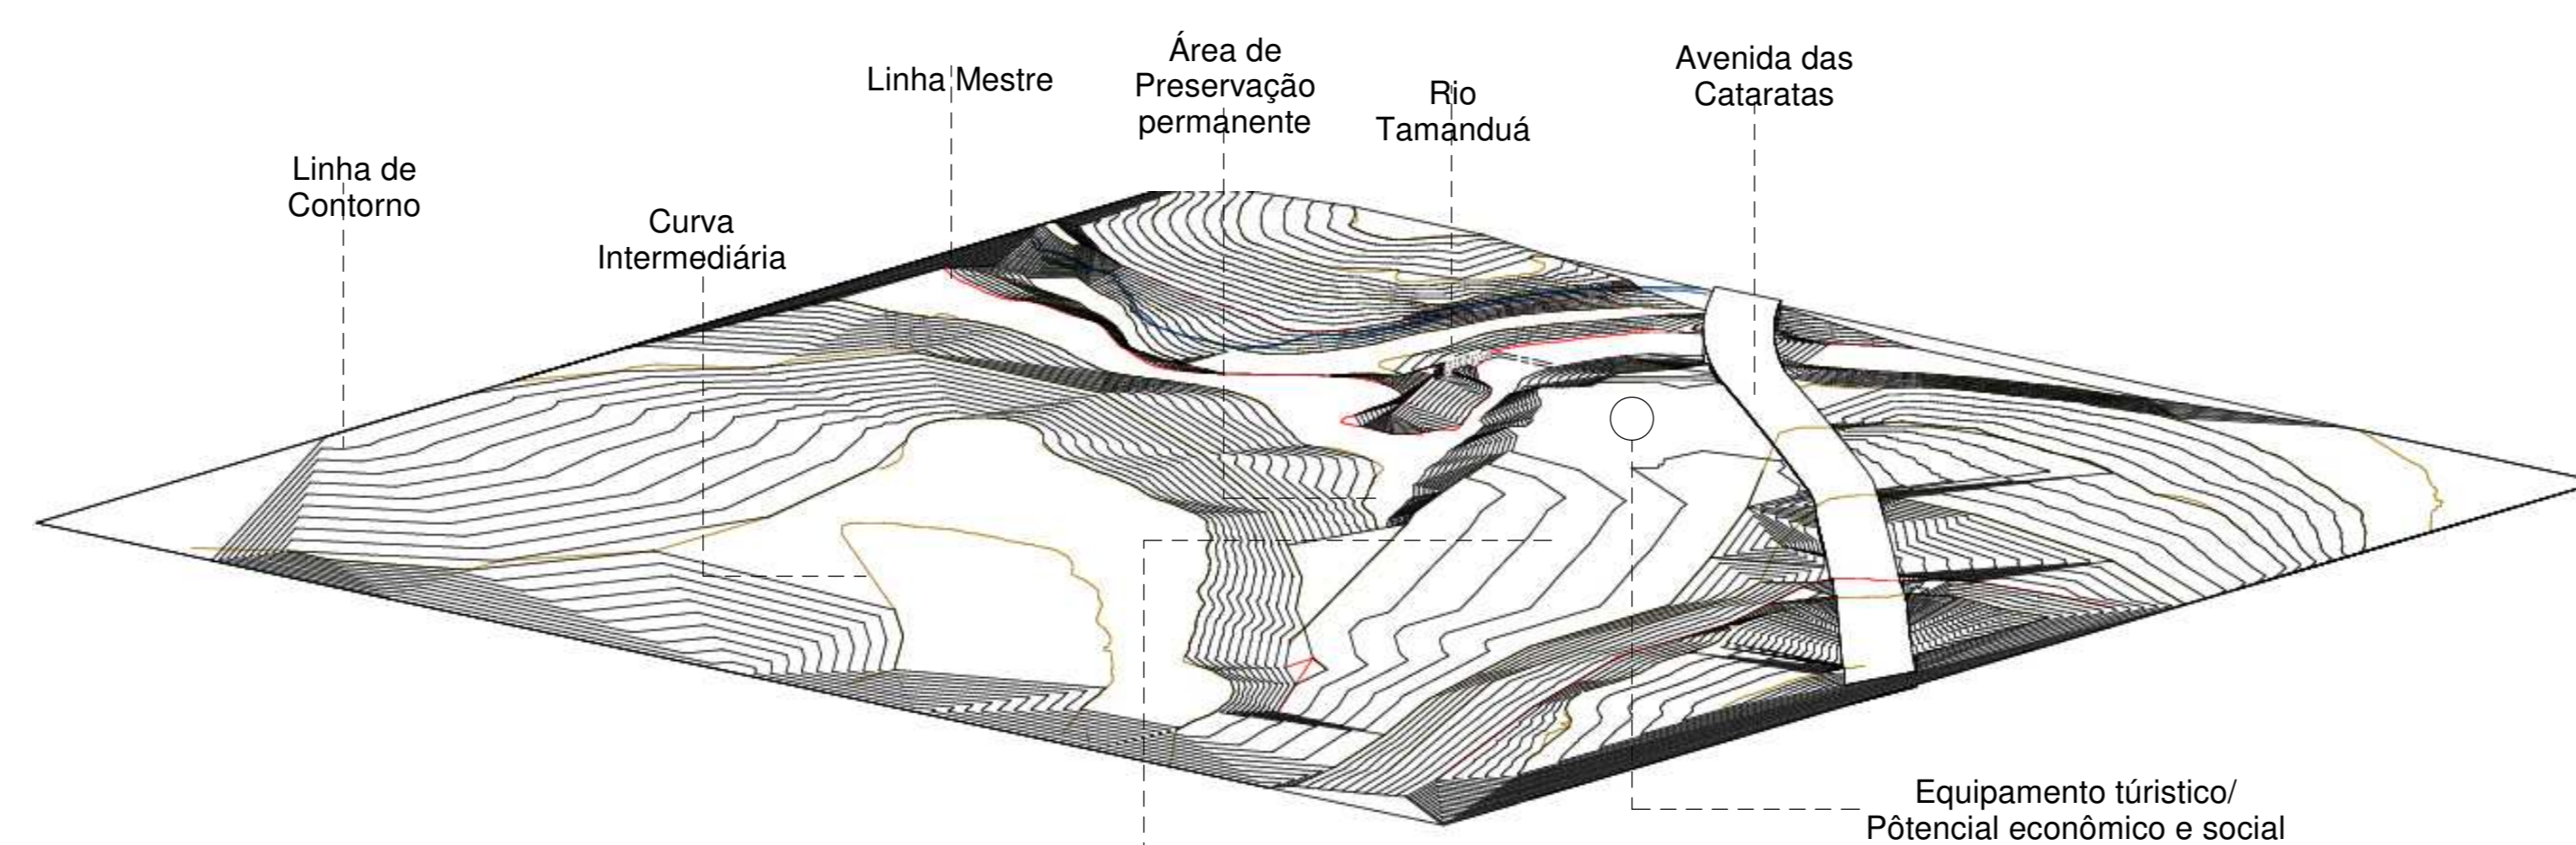 Linha de
Contorno
Curva
Intermediária
Linha Mestre
Área de
Preservação
permanente
Rio
Tamanduá
Avenida das
Cataratas
Equipamento túristico/
Pôtencial econômico e social